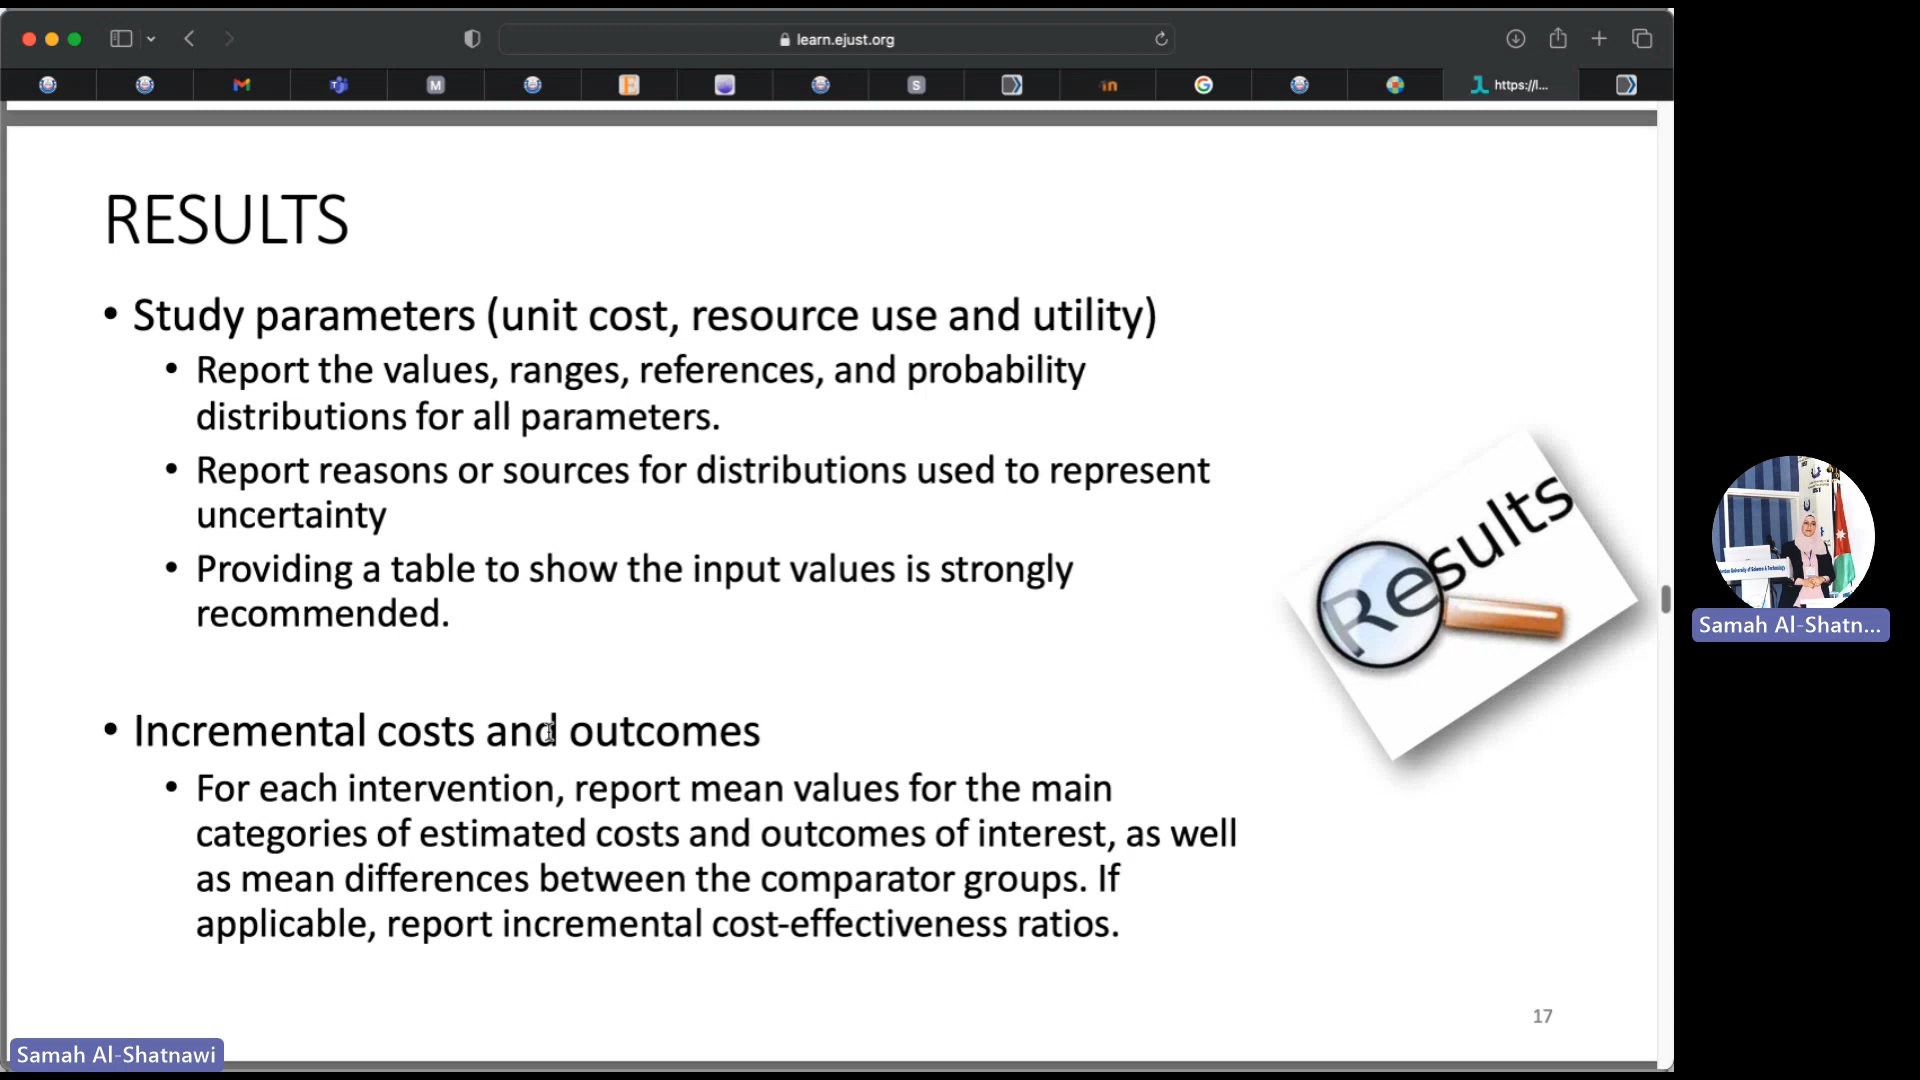 learn.ejust.org
M
S
in
https://l...
RESULTS
• Study parameters (unit cost, resource use and utility)
• Report the values, ranges, references, and probability
distributions for all parameters.
• Report reasons or sources for distributions used to represent
uncertainty
• Providing a table to show the input values is strongly
recommended.
Results
• Incremental costs and outcomes
• For each intervention, report mean values for the main
categories of estimated costs and outcomes of interest, as well
as mean differences between the comparator groups. If
applicable, report incremental cost-effectiveness ratios.
17
Samah Al-Shatnawi
Samah Al-Shatn...